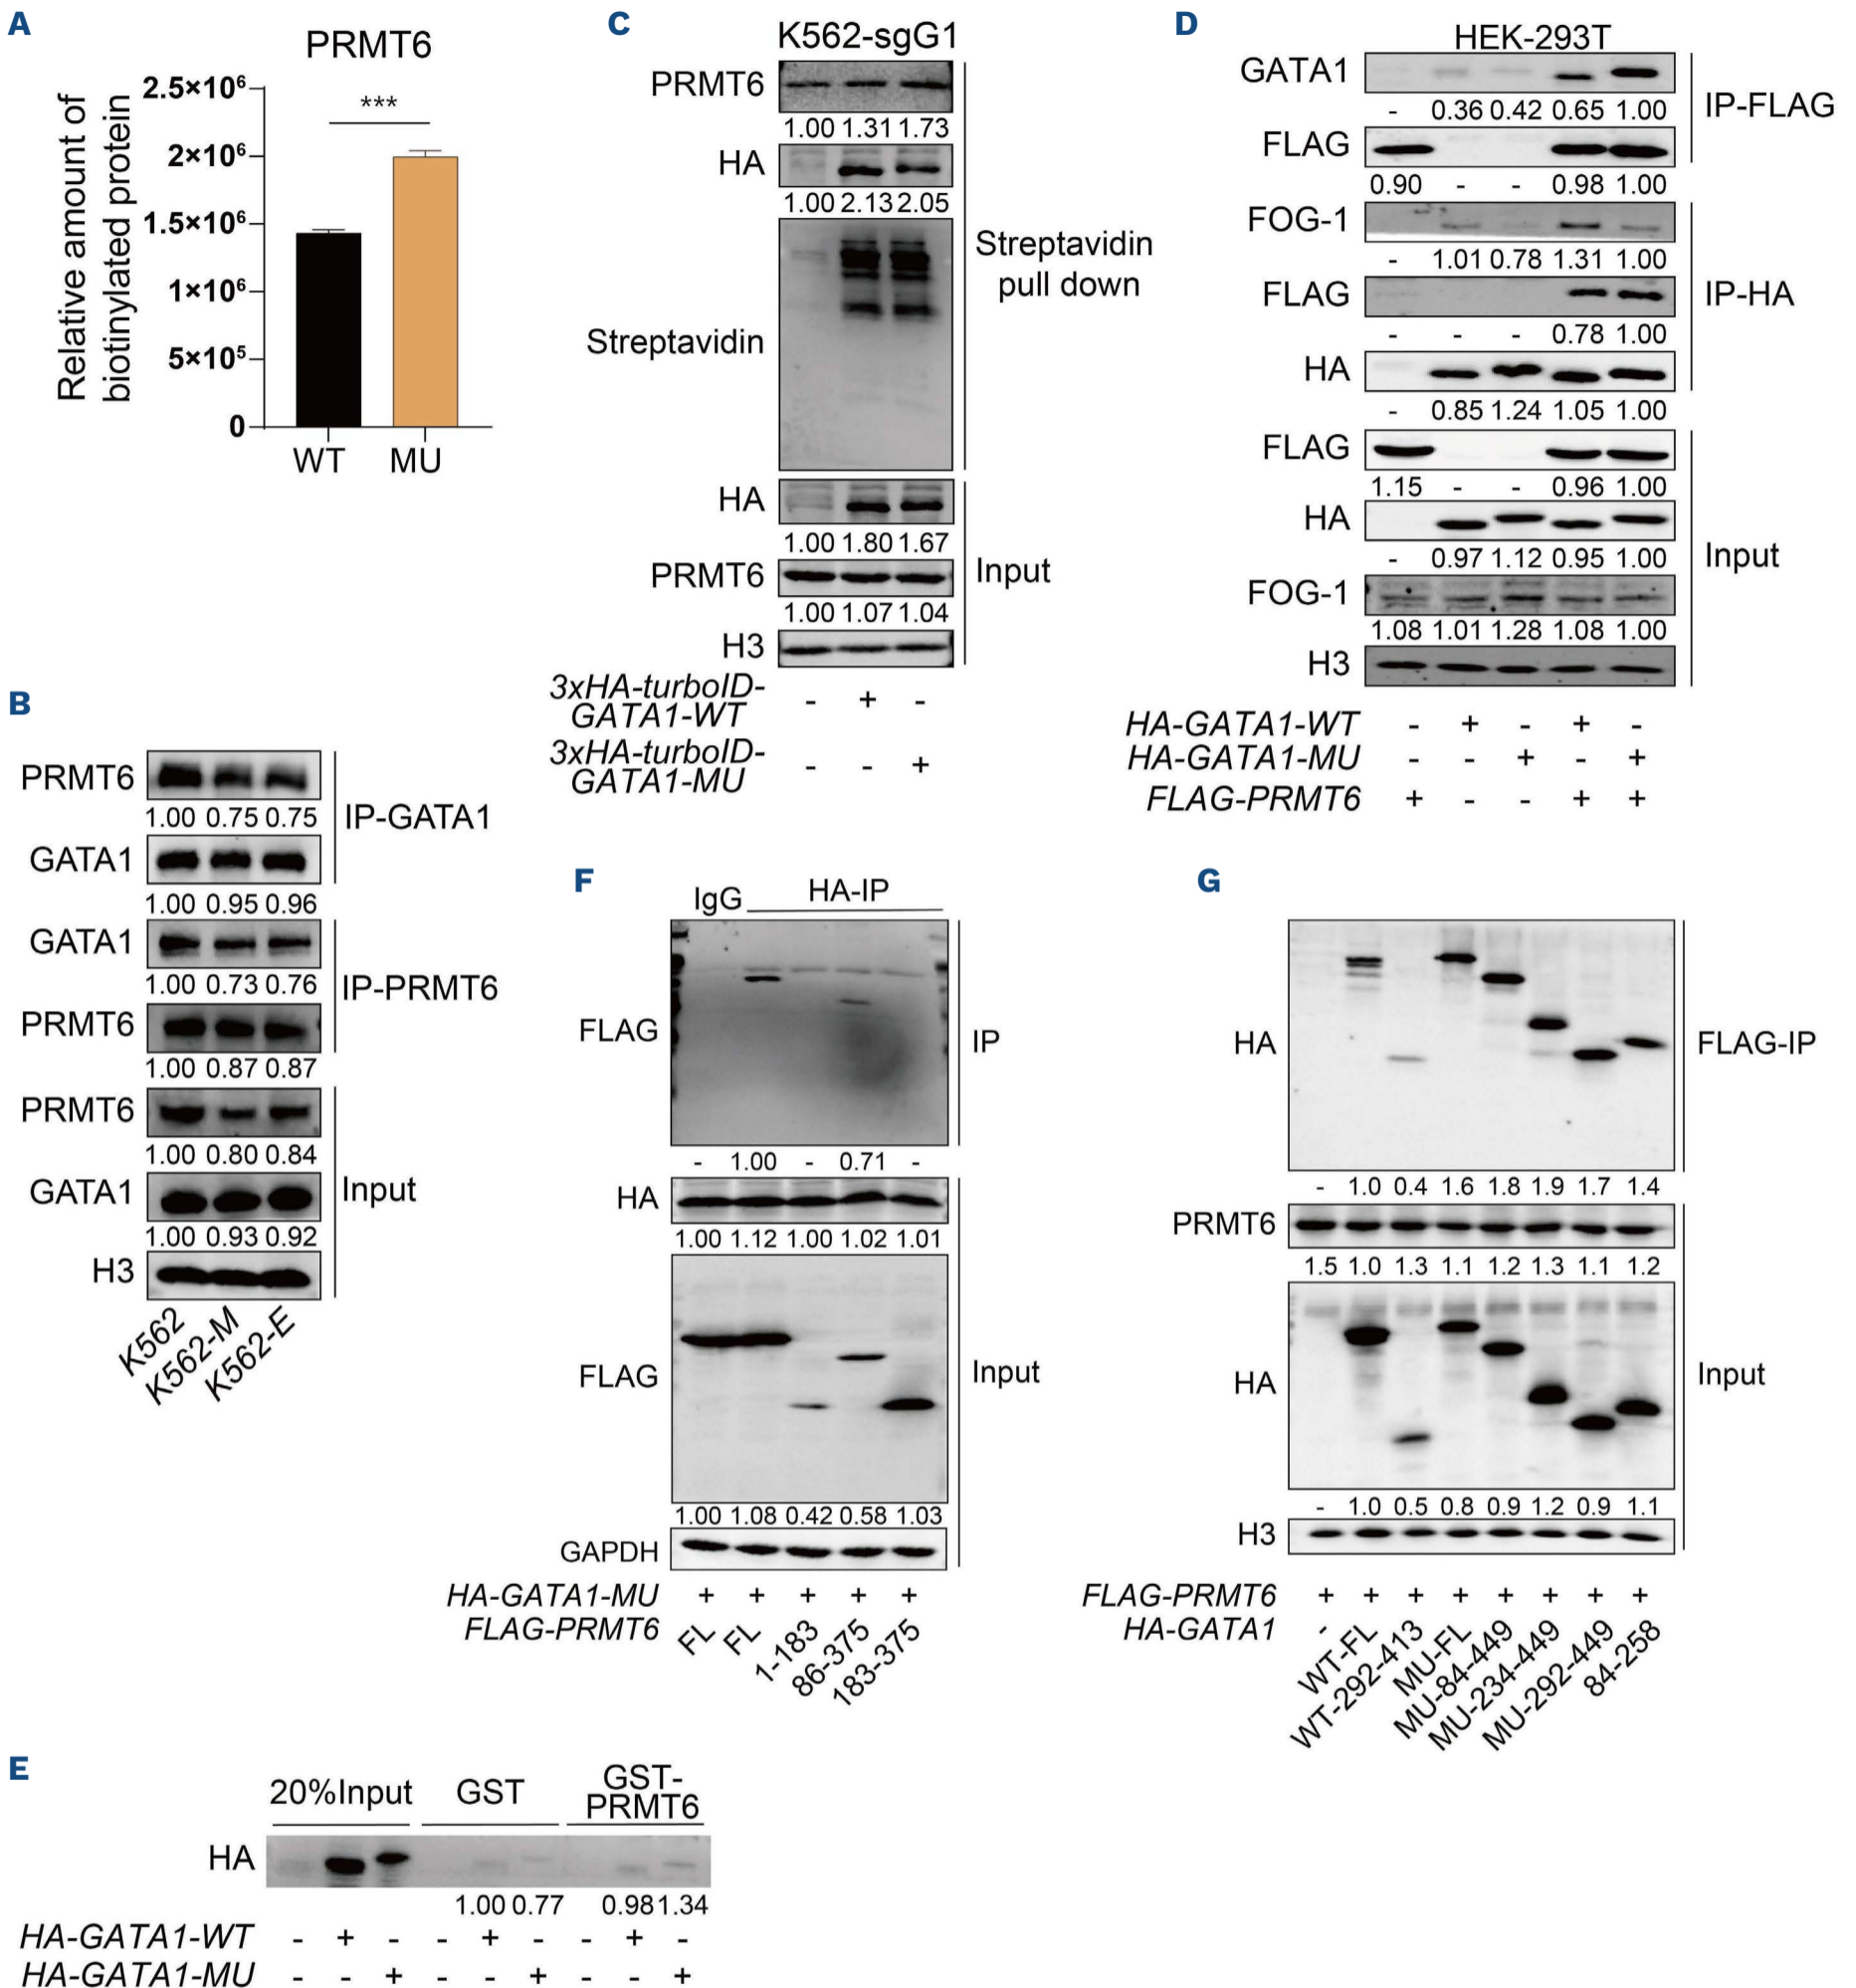 A
PRMT6
Relative amount of
biotinylated protein
2.5×10⁶
2×10⁶
1.5×10⁶
1×10⁶
5×10⁵
0
***
WT MU
B
PRMT6
1.00 0.75 0.75
GATA1
1.00 0.95 0.96
IP-GATA1
GATA1
1.00 0.73 0.76
PRMT6
1.00 0.87 0.87
IP-PRMT6
PRMT6
1.00 0.80 0.84
GATA1
1.00 0.93 0.92
H3
Input
K562
K562-M
K562-E
C
K562-sgG1
PRMT6
1.00 1.31 1.73
HA
1.00 2.13 2.05
Streptavidin
Streptavidin
pull down
HA
1.00 1.80 1.67
PRMT6
1.00 1.07 1.04
H3
Input
3xHA-turboID-
GATA1-WT - + -
3xHA-turboID-
GATA1-MU - - +
D
HEK-293T
GATA1
- 0.36 0.42 0.65 1.00
FLAG
0.90 - - 0.98 1.00
IP-FLAG
FOG-1
- 1.01 0.78 1.31 1.00
FLAG
- - - 0.78 1.00
HA
- 0.85 1.24 1.05 1.00
IP-HA
FLAG
1.15 - - 0.96 1.00
HA
- 0.97 1.12 0.95 1.00
FOG-1
1.08 1.01 1.28 1.08 1.00
H3
Input
HA-GATA1-WT - + - + -
HA-GATA1-MU - - + - +
FLAG-PRMT6 + - - + +
E
20%Input GST GST-
PRMT6
HA
1.00 0.77 0.98 1.34
HA-GATA1-WT - + - - + - - + -
HA-GATA1-MU - - + - - + - - +
F
IgG HA-IP
FLAG
IP
- 1.00 - 0.71 -
HA
1.00 1.12 1.00 1.02 1.01
FLAG
1.00 1.08 0.42 0.58 1.03
GAPDH
Input
HA-GATA1-MU + + + + +
FLAG-PRMT6 FL FL 1-183 86-375 183-375
G
HA
FLAG-IP
- 1.0 0.4 1.6 1.8 1.9 1.7 1.4
PRMT6
1.5 1.0 1.3 1.1 1.2 1.3 1.1 1.2
HA
- 1.0 0.5 0.8 0.9 1.2 0.9 1.1
H3
Input
FLAG-PRMT6 + + + + + + + +
HA-GATA1 - WT-FL WT-292-413 MU-FL MU-84-449 MU-234-449 MU-292-449 84-258